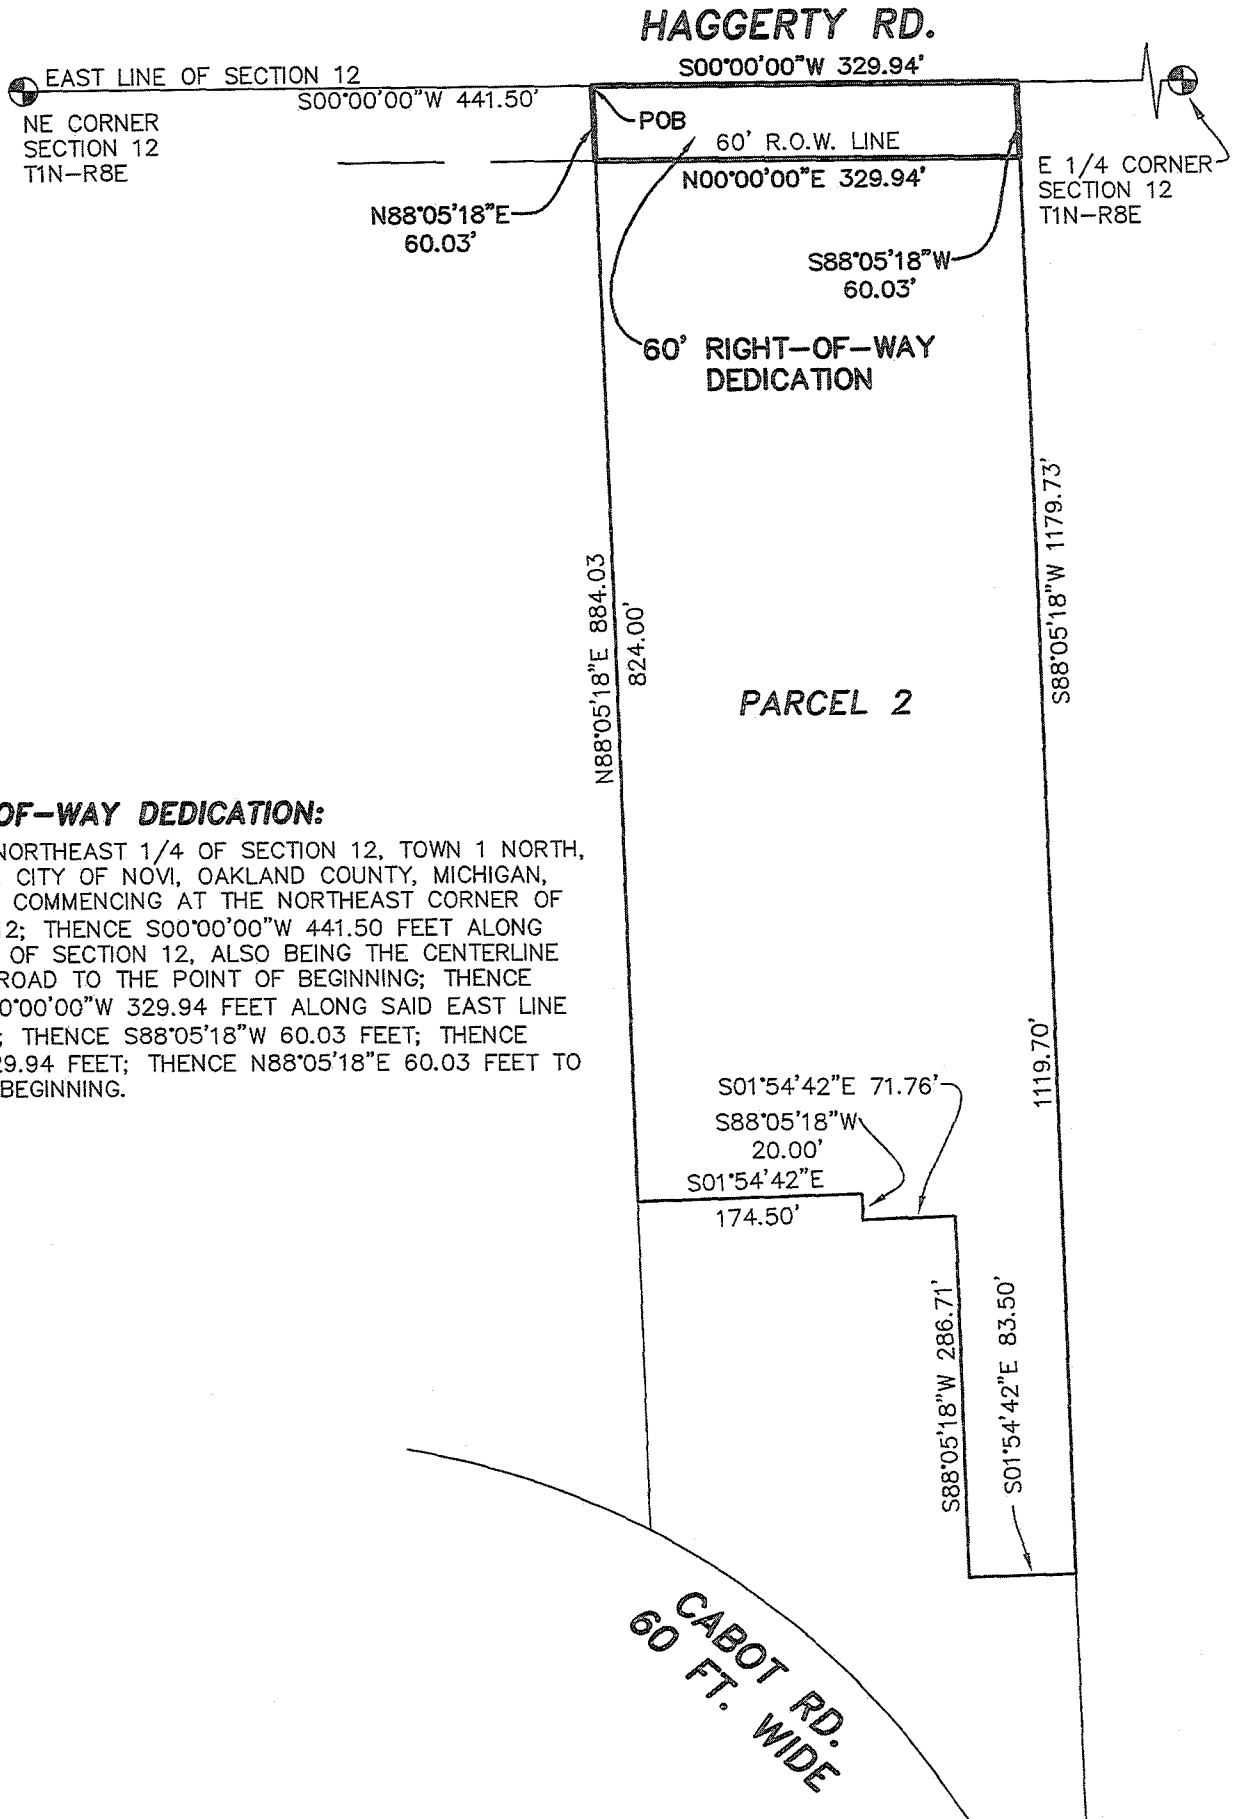 HAGGERTY RD.
S00°00'00"W 329.94'
EAST LINE OF SECTION 12
S00°00'00"W 441.50'
NE CORNER
SECTION 12
T1N-R8E
POB
60' R.O.W. LINE
N00°00'00"E 329.94'
E 1/4 CORNER
SECTION 12
T1N-R8E
N88°05'18"E
60.03'
S88°05'18"W
60.03'
60' RIGHT-OF-WAY
DEDICATION
N88°05'18"E 884.03
824.00'
S88°05'18"W 1179.73'
1119.70'
PARCEL 2
OF-WAY DEDICATION:
NORTHEAST 1/4 OF SECTION 12, TOWN 1 NORTH,
CITY OF NOVI, OAKLAND COUNTY, MICHIGAN,
COMMENCING AT THE NORTHEAST CORNER OF
2; THENCE S00°00'00"W 441.50 FEET ALONG
OF SECTION 12, ALSO BEING THE CENTERLINE
ROAD TO THE POINT OF BEGINNING; THENCE
0°00'00"W 329.94 FEET ALONG SAID EAST LINE
; THENCE S88°05'18"W 60.03 FEET; THENCE
29.94 FEET; THENCE N88°05'18"E 60.03 FEET TO
BEGINNING.
S01°54'42"E 71.76'
S88°05'18"W
20.00'
S01°54'42"E
174.50'
S88°05'18"W 286.71'
S01°54'42"E 83.50'
CABOT RD.
60 FT. WIDE